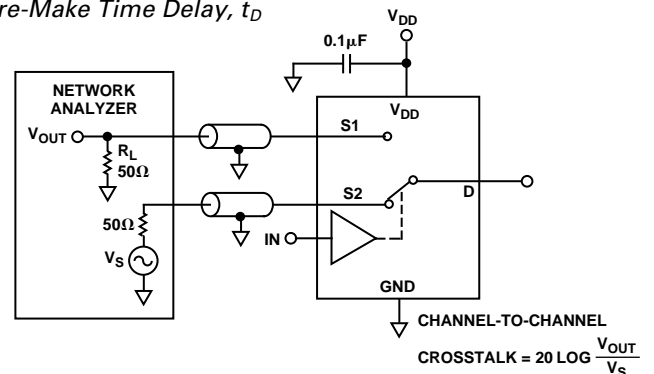 re-Make Time Delay, tD
VDD
0.1μF
NETWORK
ANALYZER
VDD
VOUT
S1
RL
50Ω
S2
D
50Ω
IN
VS
GND
CHANNEL-TO-CHANNEL
CROSSTALK = 20 LOG VOUT
VS